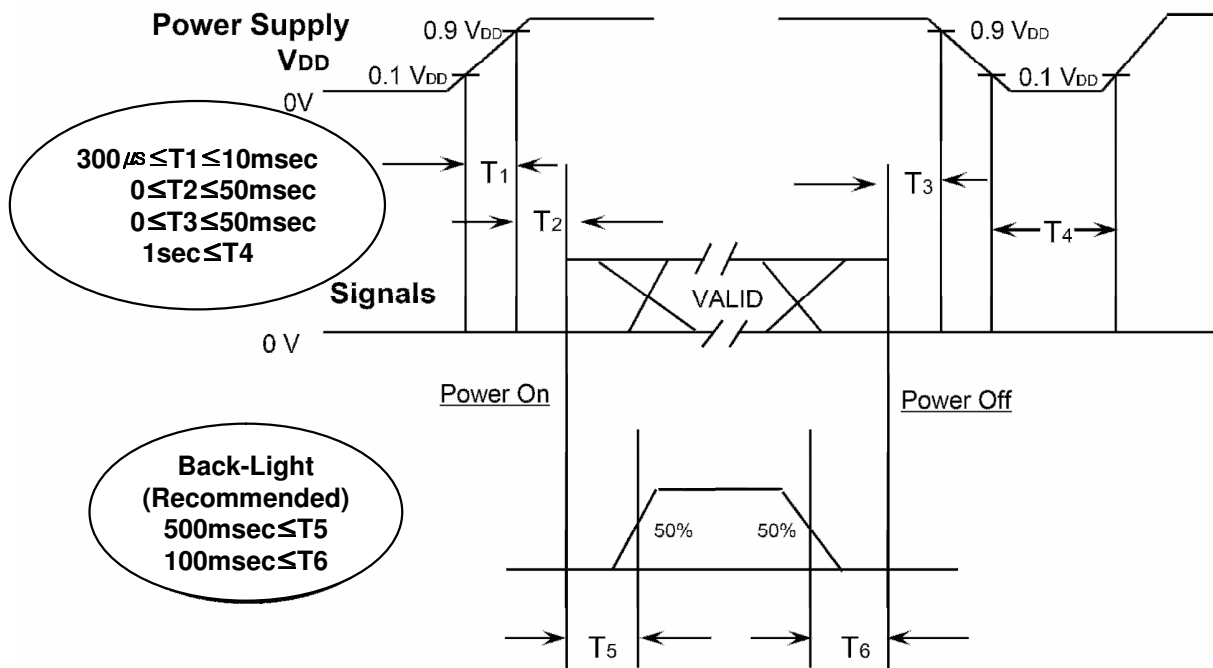 Power Supply
VDD
0.9 VDD
0.9 VDD
0.1 VDD
0.1 VDD
0V
300㎲≤T1≤10msec
0≤T2≤50msec
0≤T3≤50msec
1sec≤T4
T1
T3
T2
T4
Signals
VALID
0 V
Power On
Power Off
Back-Light
(Recommended)
500msec≤T5
100msec≤T6
50%
50%
T5
T6